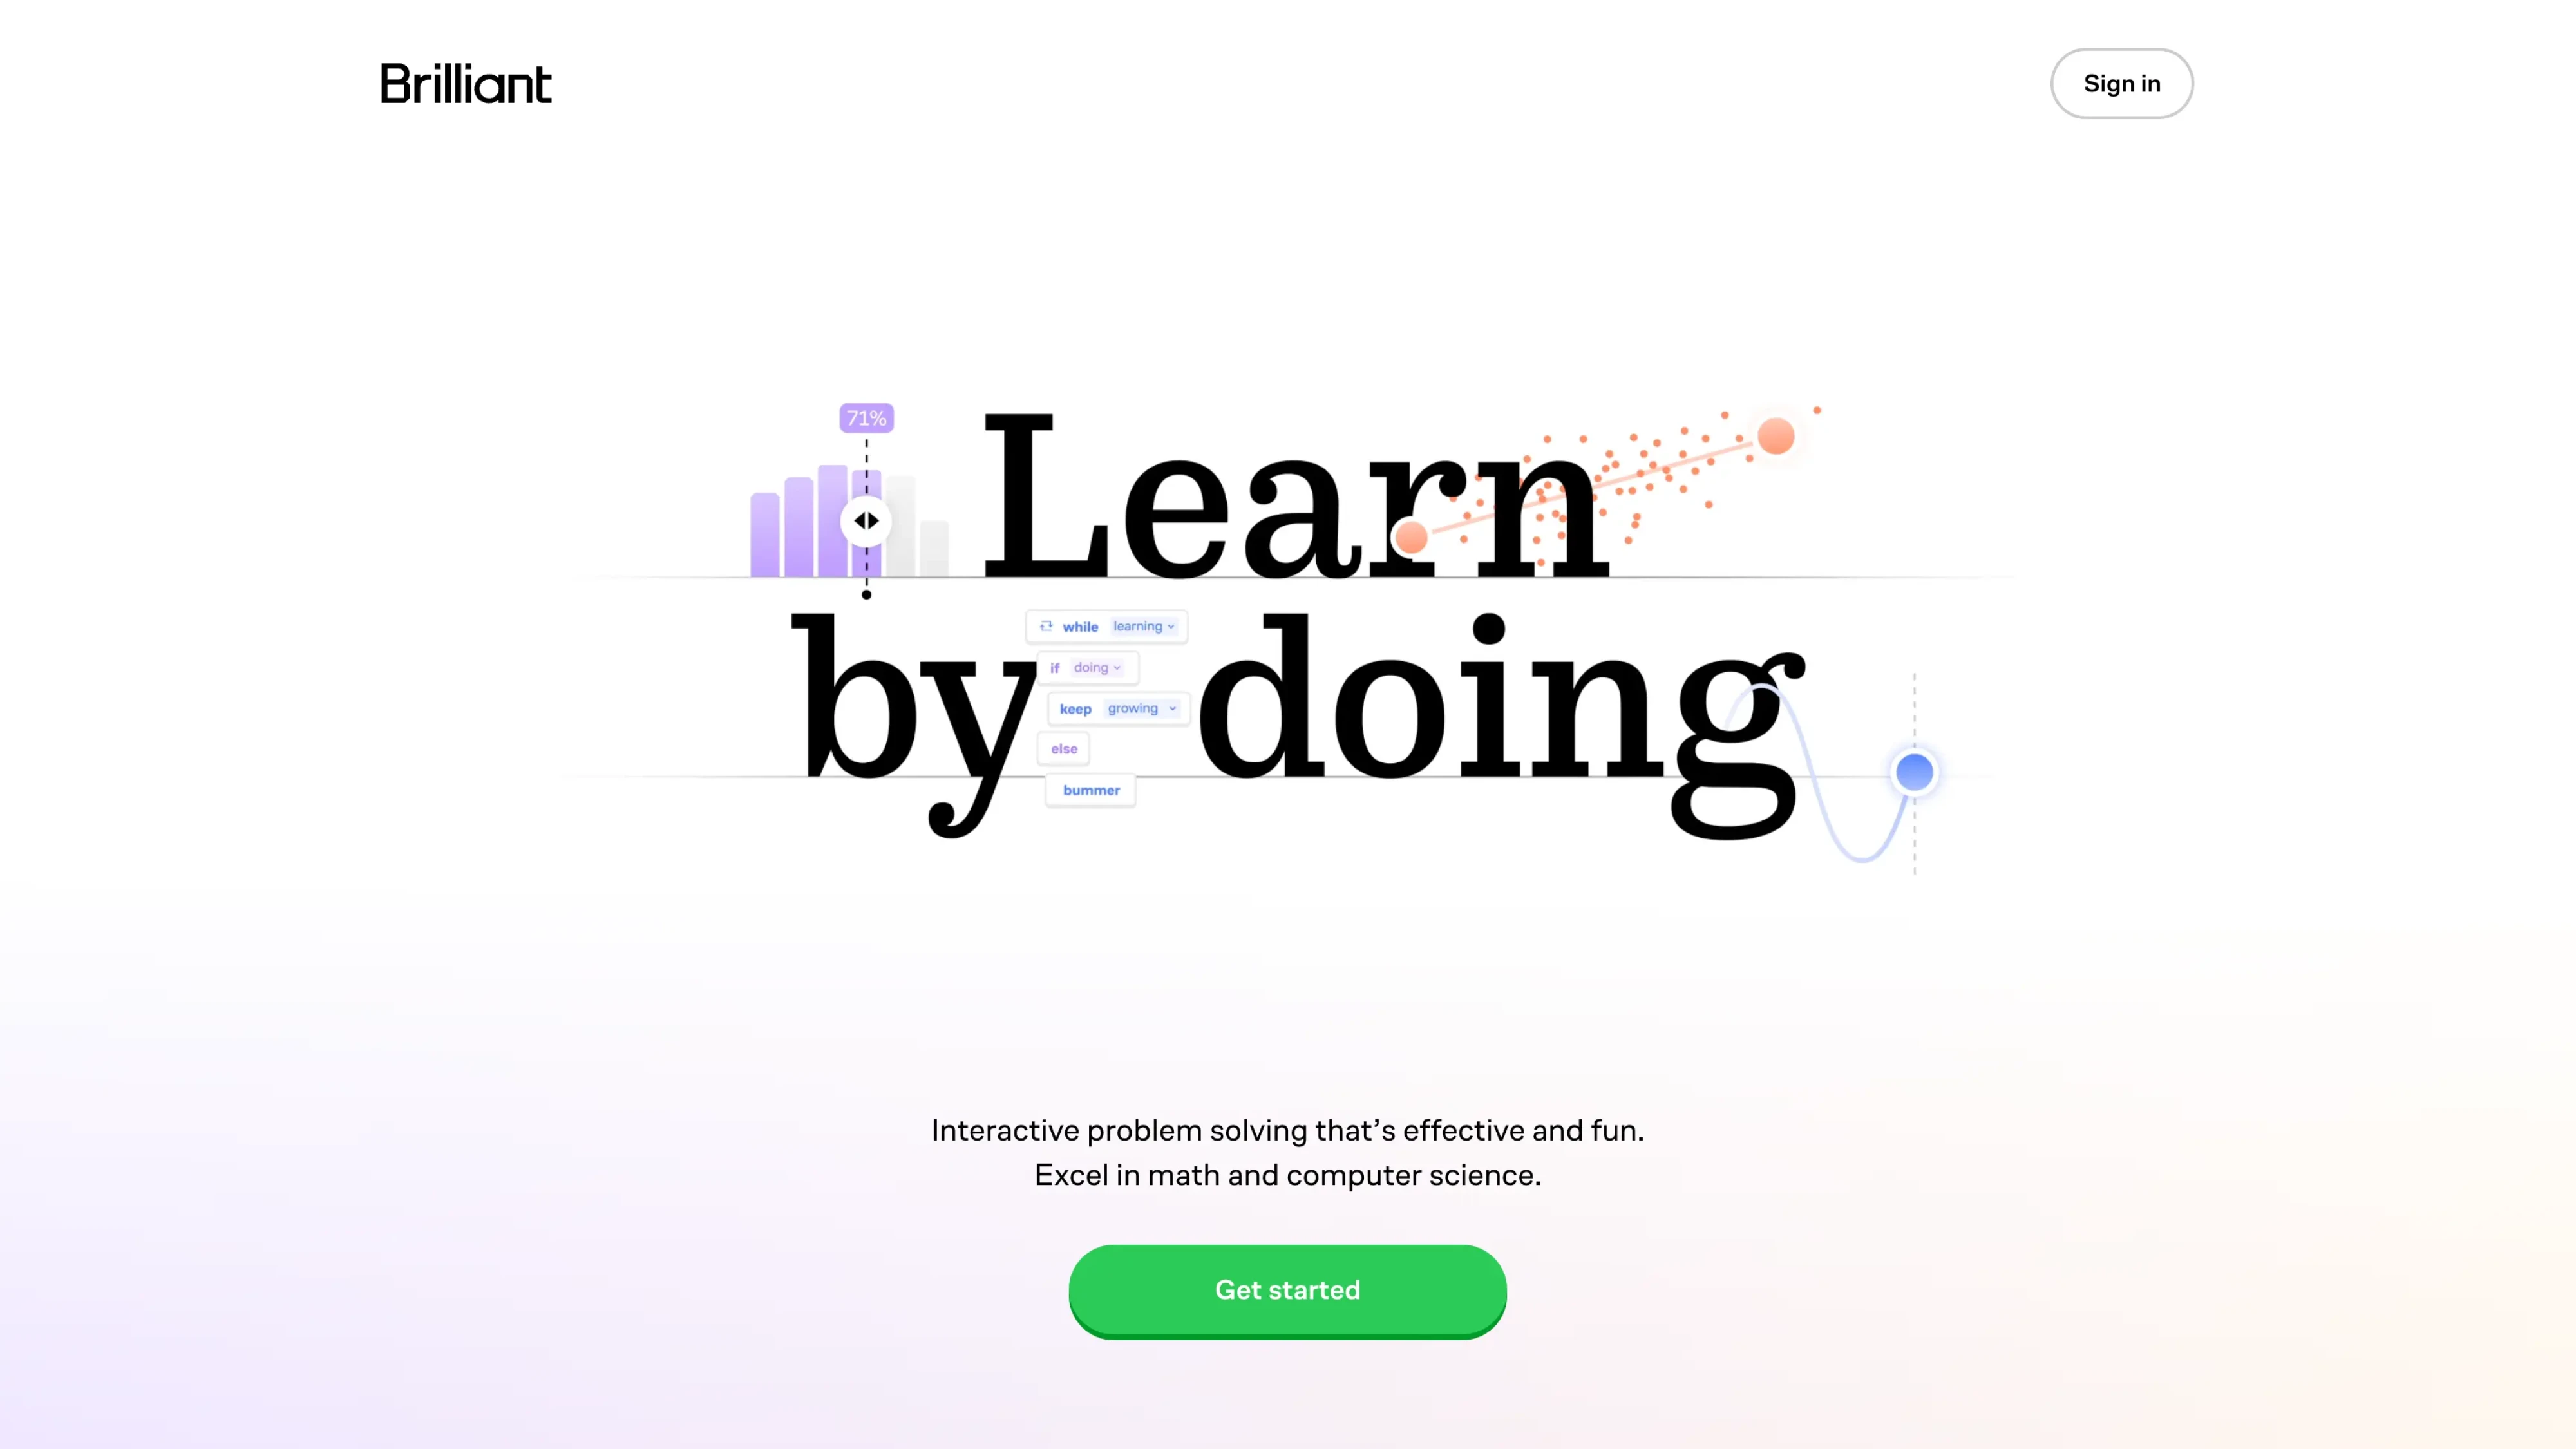 Brilliant
Sign in
71%
Learn
by doing
while learning
if doing
keep growing
else
bummer
Interactive problem solving that’s effective and fun.
Excel in math and computer science.
Get started